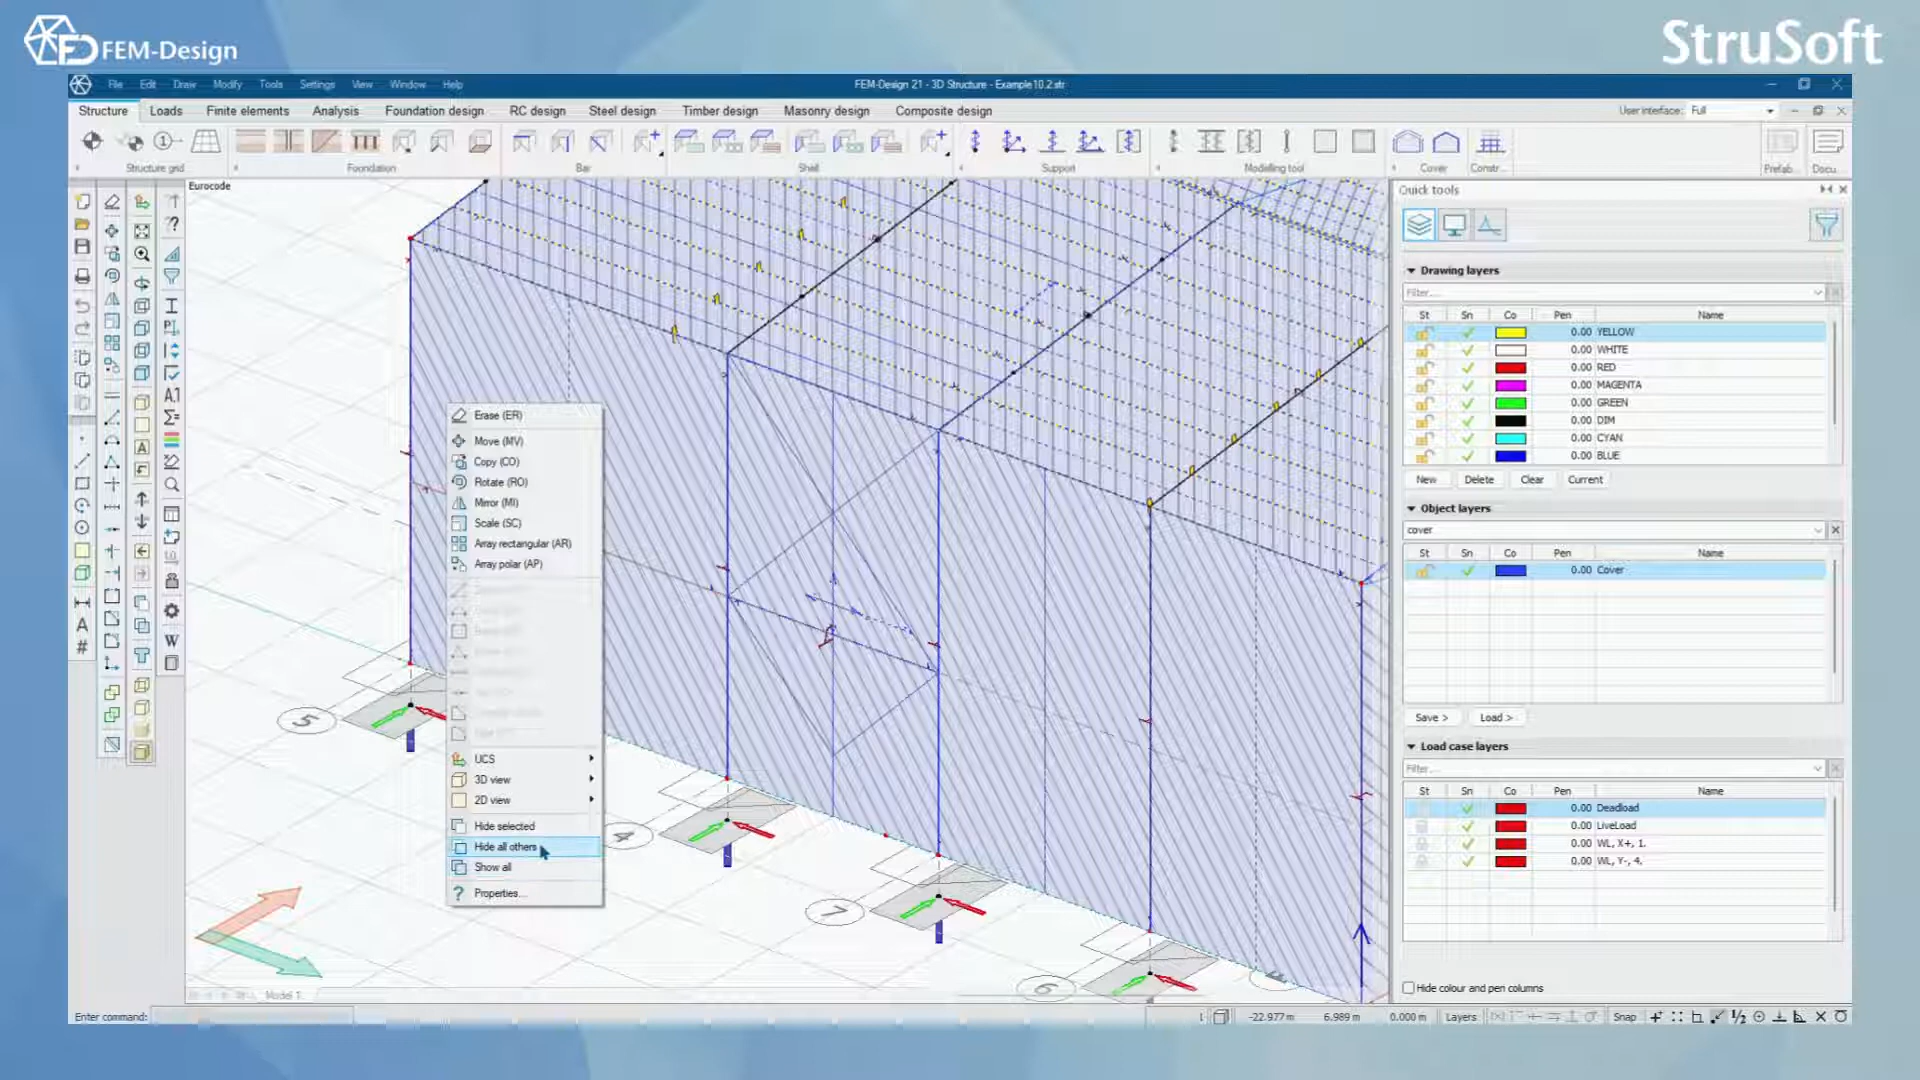 FEM-Design
StruSoft
File Edit Draw Modify Tools Settings View Window Help
FEM-Design 21 - 3D Structure - Example10.2.str
Structure Loads Finite elements Analysis Foundation design RC design Steel design Timber design Masonry design Composite design
User interface: Full
Structure grid Foundation Bar Shell Support Modelling tool Cover Constr... Prefab... Docu...
Eurocode
Quick tools
Drawing layers
Filter...
St Sn Co Pen Name
0.00 YELLOW
0.00 WHITE
0.00 RED
0.00 MAGENTA
0.00 GREEN
0.00 DIM
0.00 CYAN
0.00 BLUE
New Delete Clear Current
Object layers
cover
St Sn Co Pen Name
0.00 Cover
Save > Load >
Load case layers
Filter...
St Sn Co Pen Name
0.00 Deadload
0.00 LiveLoad
0.00 WL, X+, 1.
0.00 WL, Y-, 4.
Hide colour and pen columns
Erase (ER)
Move (MV)
Copy (CO)
Rotate (RO)
Mirror (MI)
Scale (SC)
Array rectangular (AR)
Array polar (AP)
UCS
3D view
2D view
Hide selected
Hide all others
Show all
Properties...
5
4
7
6
Model 1
Enter command:
-22.977 m 6.989 m 0.000 m Layers Snap